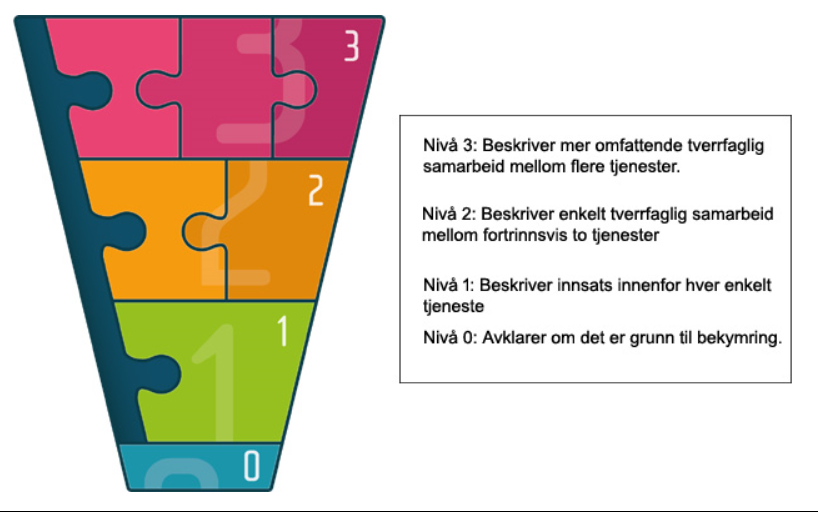 3
2
1
0
Nivå 3: Beskriver mer omfattende tverrfaglig
samarbeid mellom flere tjenester.
Nivå 2: Beskriver enkelt tverrfaglig samarbeid
mellom fortrinnsvis to tjenester
Nivå 1: Beskriver innsats innenfor hver enkelt
tjeneste
Nivå 0: Avklarer om det er grunn til bekymring.